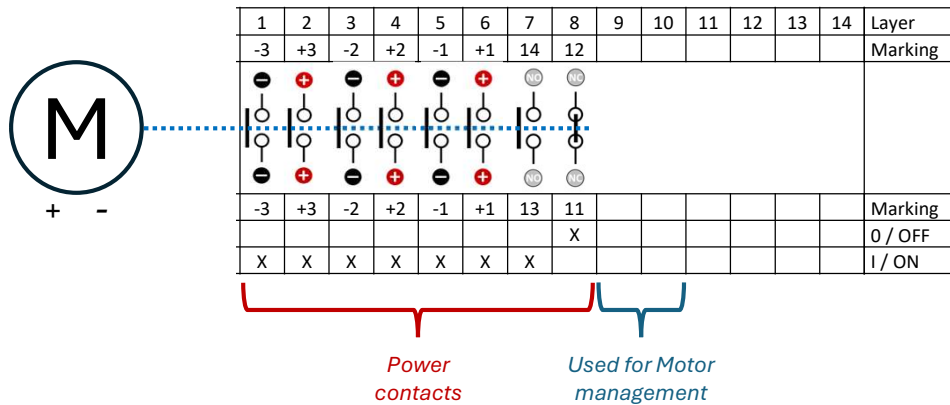 1 2 3 4 5 6 7 8 9 10 11 12 13 14 Layer
-3 +3 -2 +2 -1 +1 14 12 Marking
− + − + − + NO NC
M
− + − + − + NO NC
+ -
-3 +3 -2 +2 -1 +1 13 11 Marking
X 0 / OFF
X X X X X X X I / ON
Power
contacts
Used for Motor
management